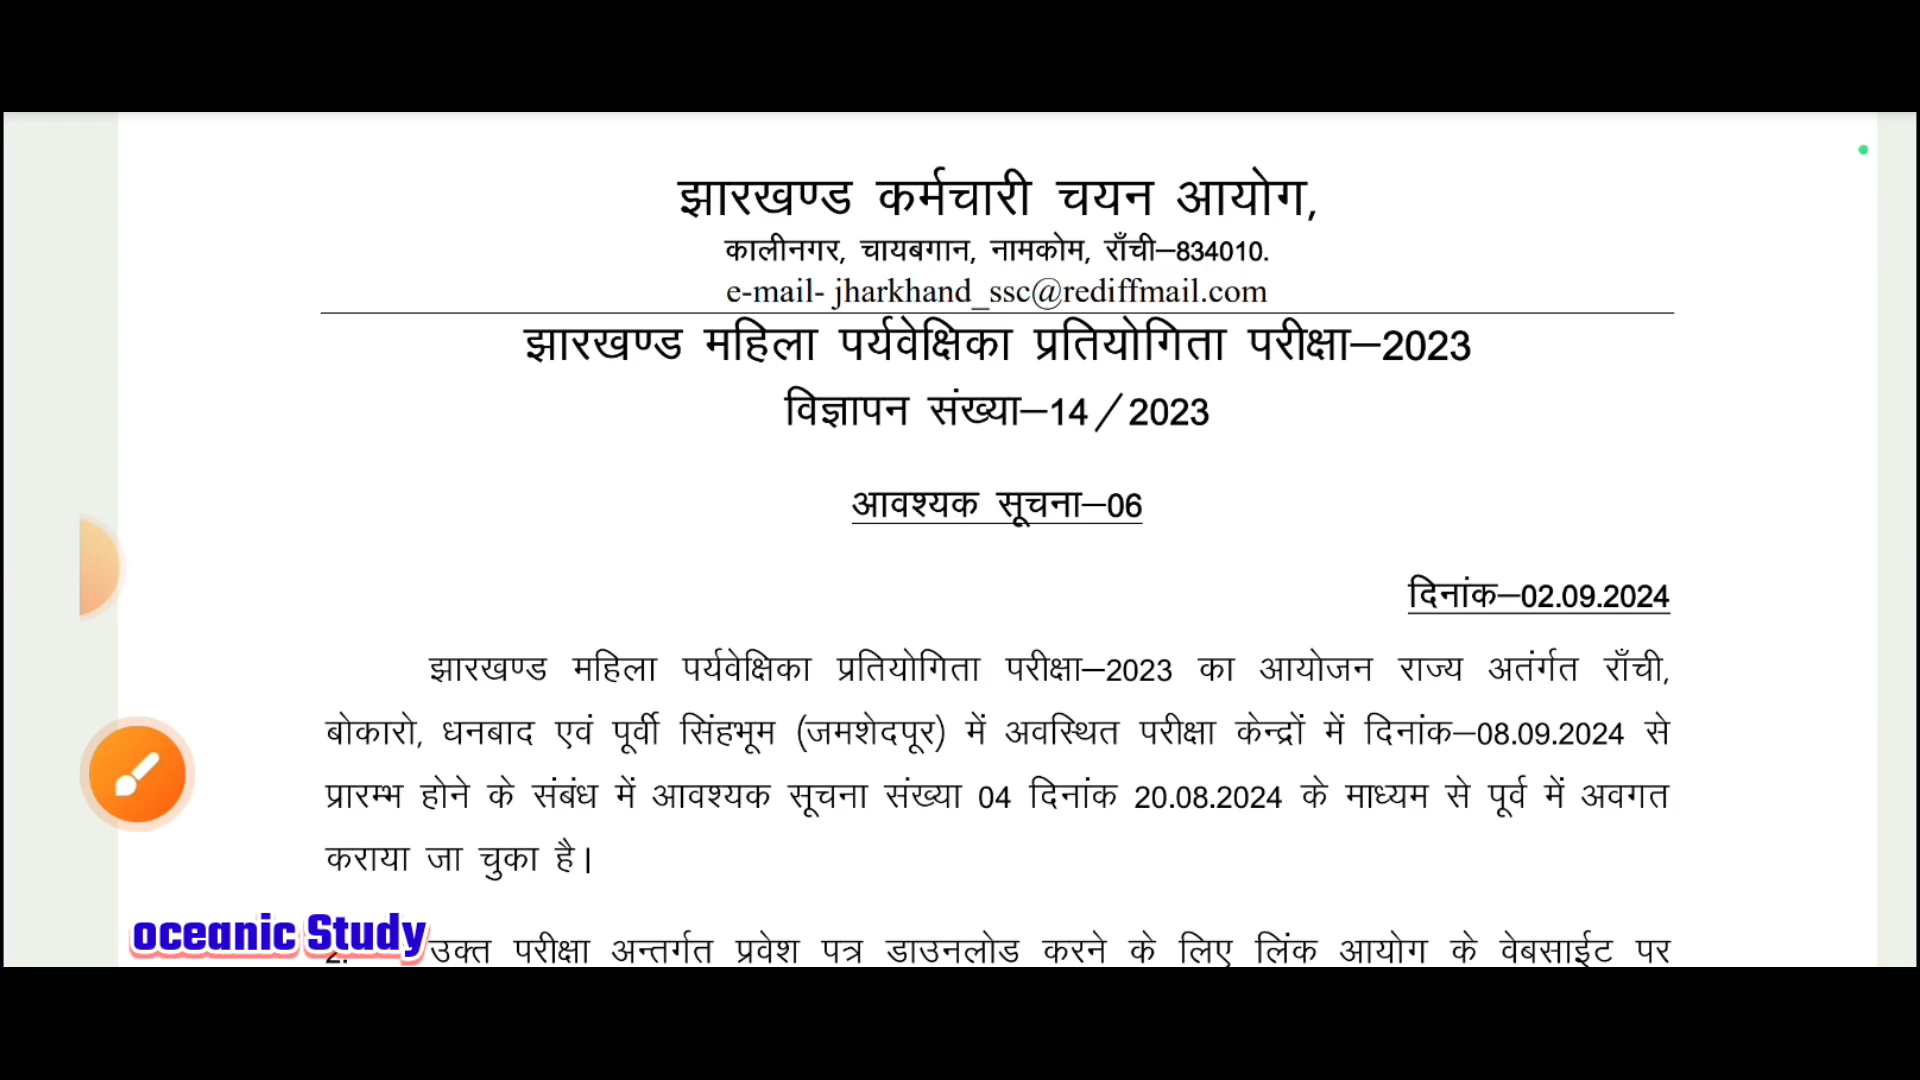 झारखण्ड कर्मचारी चयन आयोग,
कालीनगर, चायबगान, नामकोम, राँची–834010.
e-mail- jharkhand_ssc@rediffmail.com
झारखण्ड महिला पर्यवेक्षिका प्रतियोगिता परीक्षा–2023
विज्ञापन संख्या–14/2023
आवश्यक सूचना–06
दिनांक–02.09.2024
झारखण्ड महिला पर्यवेक्षिका प्रतियोगिता परीक्षा–2023 का आयोजन राज्य अतंर्गत राँची,
बोकारो, धनबाद एवं पूर्वी सिंहभूम (जमशेदपूर) में अवस्थित परीक्षा केन्द्रों में दिनांक–08.09.2024 से
प्रारम्भ होने के संबंध में आवश्यक सूचना संख्या 04 दिनांक 20.08.2024 के माध्यम से पूर्व में अवगत
कराया जा चुका है।
2. उक्त परीक्षा अन्तर्गत प्रवेश पत्र डाउनलोड करने के लिए लिंक आयोग के वेबसाईट पर
oceanic Study